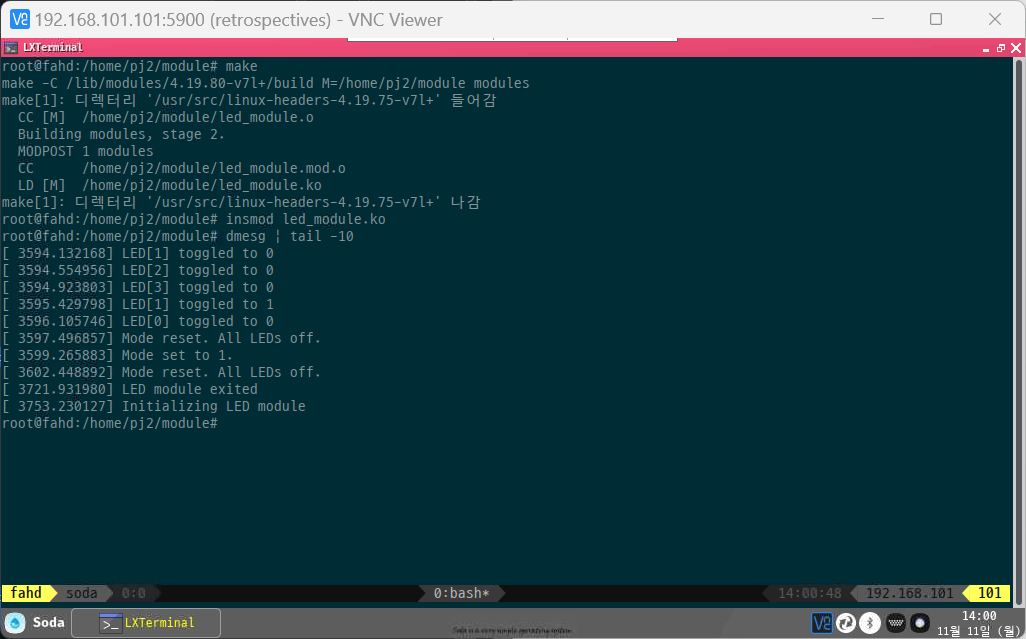 192.168.101.101:5900 (retrospectives) - VNC Viewer
LXTerminal
root@fahd:/home/pj2/module# make
make -C /lib/modules/4.19.80-v7l+/build M=/home/pj2/module modules
make[1]: 디렉터리 '/usr/src/linux-headers-4.19.75-v7l+' 들어감
  CC [M]  /home/pj2/module/led_module.o
  Building modules, stage 2.
  MODPOST 1 modules
  CC      /home/pj2/module/led_module.mod.o
  LD [M]  /home/pj2/module/led_module.ko
make[1]: 디렉터리 '/usr/src/linux-headers-4.19.75-v7l+' 나감
root@fahd:/home/pj2/module# insmod led_module.ko
root@fahd:/home/pj2/module# dmesg | tail -10
[ 3594.132168] LED[1] toggled to 0
[ 3594.554956] LED[2] toggled to 0
[ 3594.923803] LED[3] toggled to 0
[ 3595.429798] LED[1] toggled to 1
[ 3596.105746] LED[0] toggled to 0
[ 3597.496857] Mode reset. All LEDs off.
[ 3599.265883] Mode set to 1.
[ 3602.448892] Mode reset. All LEDs off.
[ 3721.931980] LED module exited
[ 3753.230127] Initializing LED module
root@fahd:/home/pj2/module#
fahd soda 0:0 0:bash* 14:00:48 192.168.101 101
Soda LXTerminal 14:00
11월 11일 (월)